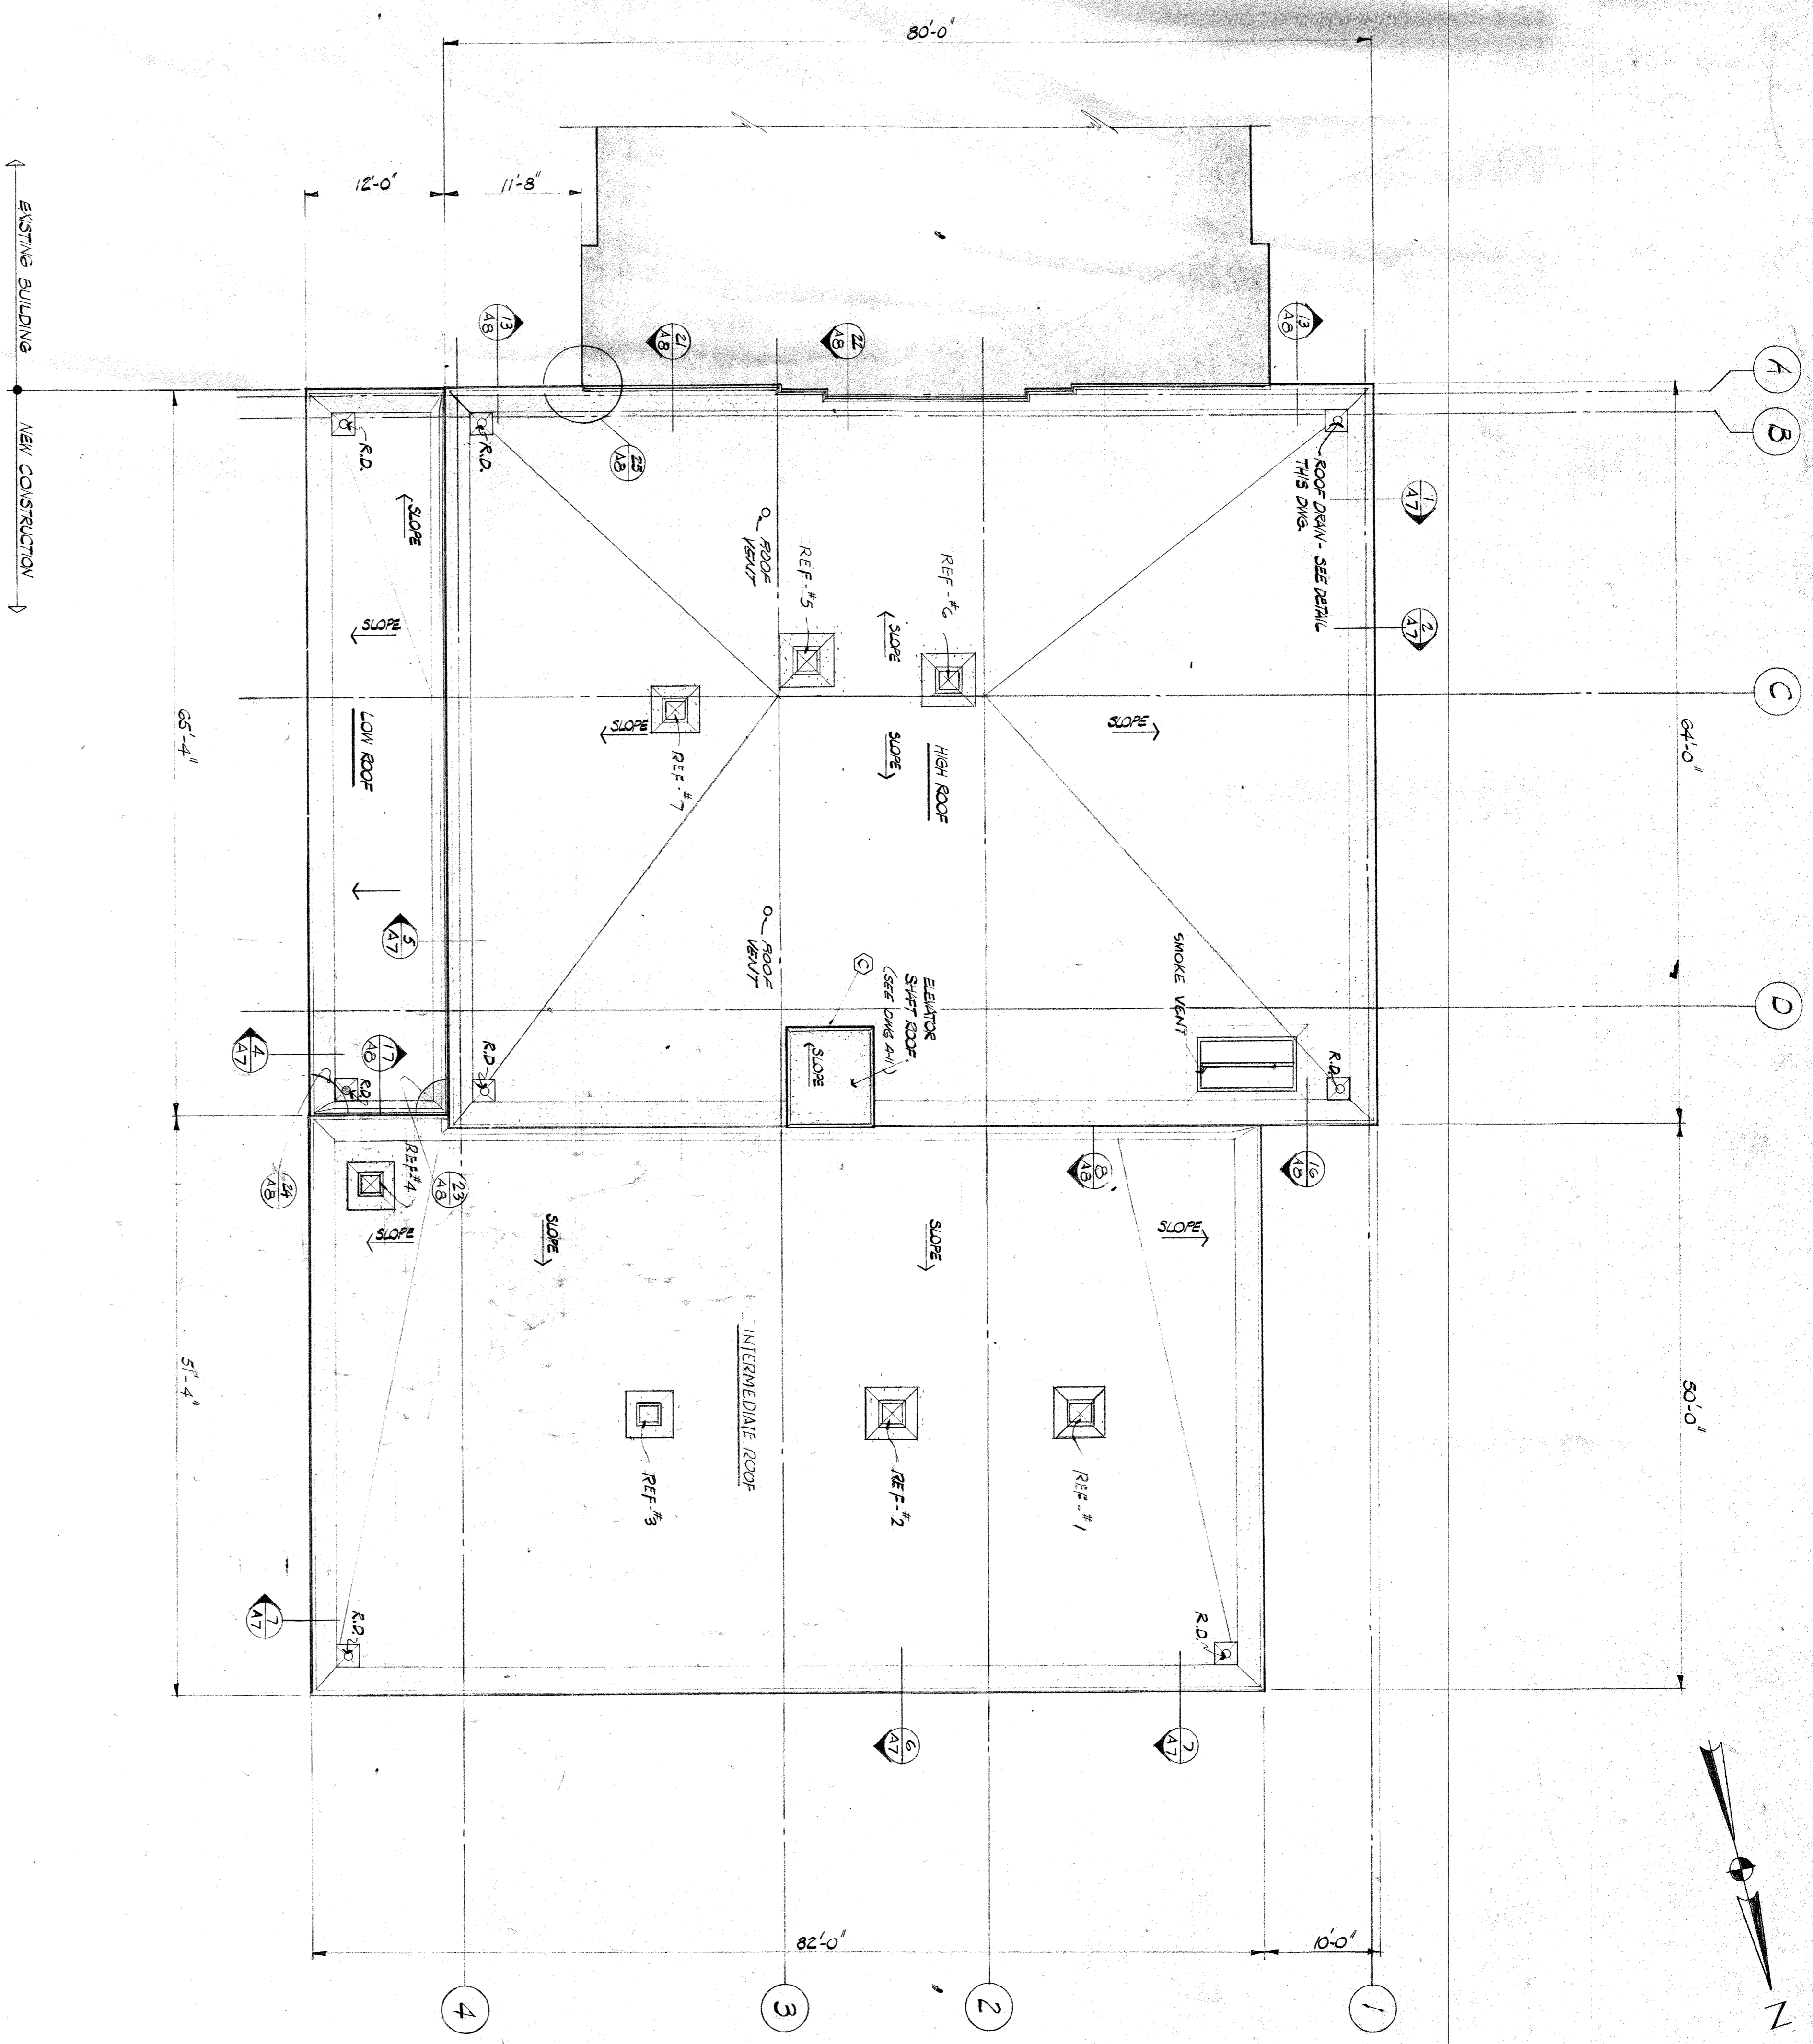 80'-0"
12'-0"
11'-8"
EXISTING BUILDING
NEW CONSTRUCTION
13
A8
21
A8
22
A8
13
A8
A
B
25
A8
R.D.
R.D.
ROOF DRAIN - SEE DETAIL
THIS DWG.
1
A7
2
A7
SLOPE
ROOF
VENT
REF-#5
REF-#6
SLOPE
SLOPE
C
LOW ROOF
SLOPE
REF-#7
SLOPE
HIGH ROOF
SLOPE
65'-4"
64'-0"
5
A7
ROOF
VENT
C
ELEVATOR
SHAFT ROOF
(SEE DWG A-11)
SMOKE VENT
D
4
A7
17
A8
R.D.
R.D.
SLOPE
R.D.
24
A8
REF#4
23
A8
8
A8
16
A8
SLOPE
SLOPE
SLOPE
SLOPE
INTERMEDIATE ROOF
51'-4"
50'-0"
REF-#3
REF-#2
REF-#1
7
A7
R.D.
R.D.
6
A7
7
A7
82'-0"
10'-0"
4
3
2
1
N